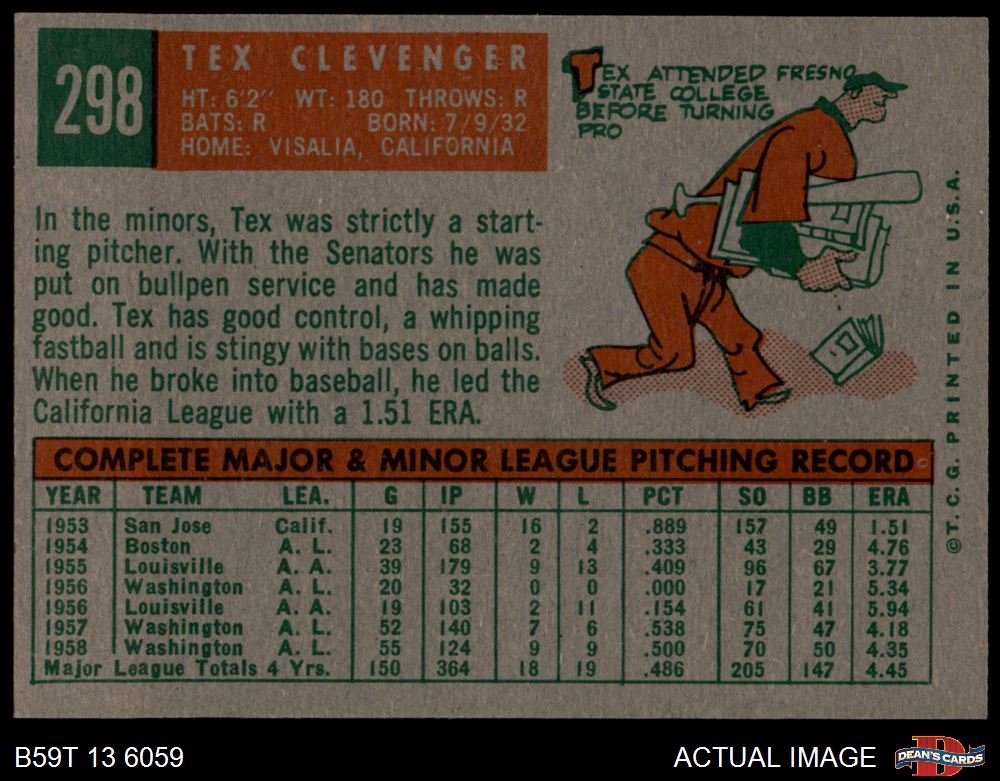 298
TEX CLEVENGER
HT: 6'2" WT: 180 THROWS: R
BATS: R BORN: 7/9/32
HOME: VISALIA, CALIFORNIA
TEX ATTENDED FRESNO
STATE COLLEGE
BEFORE TURNING
PRO
In the minors, Tex was strictly a start-
ing pitcher. With the Senators he was
put on bullpen service and has made
good. Tex has good control, a whipping
fastball and is stingy with bases on balls.
When he broke into baseball, he led the
California League with a 1.51 ERA.
COMPLETE MAJOR & MINOR LEAGUE PITCHING RECORD
YEAR TEAM LEA. G IP W L PCT SO BB ERA
1953 San Jose Calif. 19 155 16 2 .889 157 49 1.51
1954 Boston A. L. 23 68 2 4 .333 43 29 4.76
1955 Louisville A. A. 39 179 9 13 .409 96 67 3.77
1956 Washington A. L. 20 32 0 0 .000 17 21 5.34
1956 Louisville A. A. 19 103 2 11 .154 61 41 5.94
1957 Washington A. L. 52 140 7 6 .538 75 47 4.18
1958 Washington A. L. 55 124 9 9 .500 70 50 4.35
Major League Totals 4 Yrs. 150 364 18 19 .486 205 147 4.45
© T. C. G. PRINTED IN U.S.A.
B59T 13 6059
ACTUAL IMAGE
D
DEAN'S CARDS